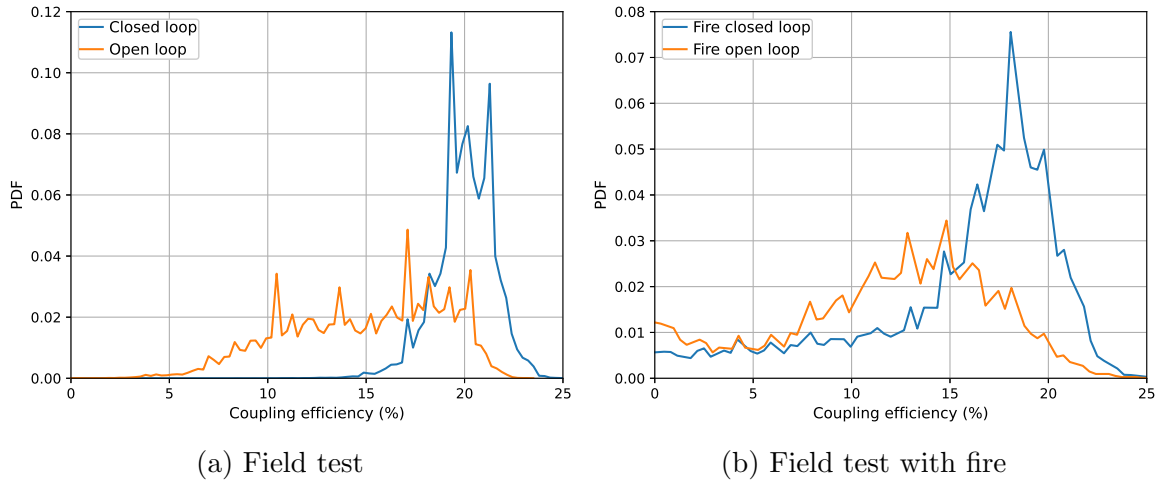 Closed loop
Open loop
0.12
0.10
0.08
0.06
0.04
0.02
0.00
PDF
0 5 10 15 20 25
Coupling efficiency (%)
(a) Field test
Fire closed loop
Fire open loop
0.08
0.07
0.06
0.05
0.04
0.03
0.02
0.01
0.00
PDF
0 5 10 15 20 25
Coupling efficiency (%)
(b) Field test with fire